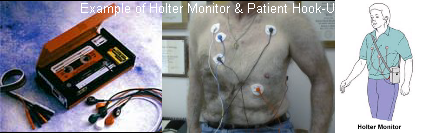 Example of Holter Monitor & Patient Hook-U
Holter Monitor